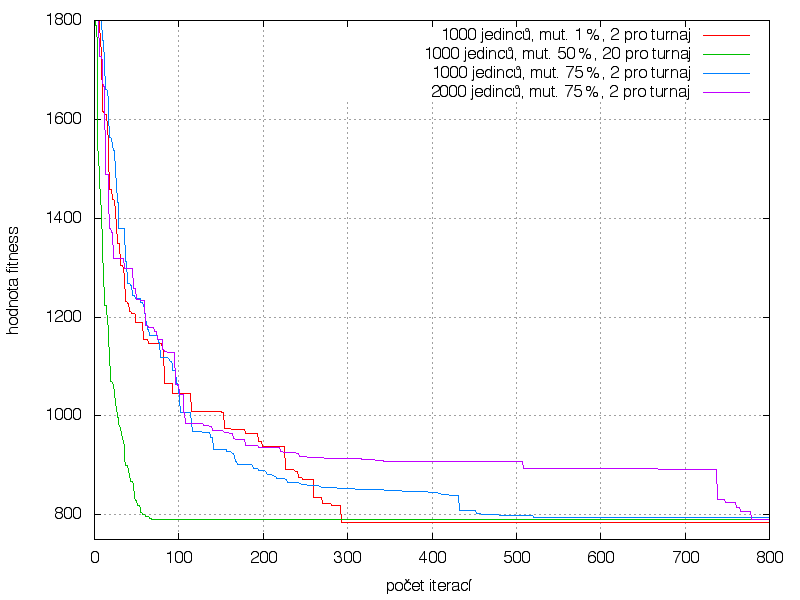 1800
1600
1400
1200
1000
800
hodnota fitness
1000 jedinců, mut. 1 %, 2 pro turnaj
1000 jedinců, mut. 50 %, 20 pro turnaj
1000 jedinců, mut. 75 %, 2 pro turnaj
2000 jedinců, mut. 75 %, 2 pro turnaj
0 100 200 300 400 500 600 700 800
počet iterací